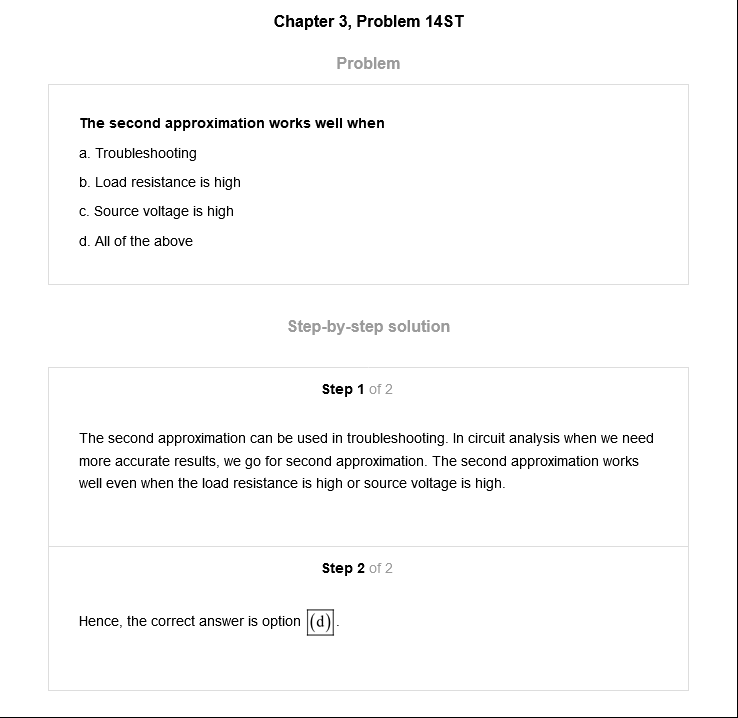 Chapter 3, Problem 14ST
Problem
The second approximation works well when
a. Troubleshooting
b. Load resistance is high
c. Source voltage is high
d. All of the above
Step-by-step solution
Step 1 of 2
The second approximation can be used in troubleshooting. In circuit analysis when we need
more accurate results, we go for second approximation. The second approximation works
well even when the load resistance is high or source voltage is high.
Step 2 of 2
Hence, the correct answer is option (d).